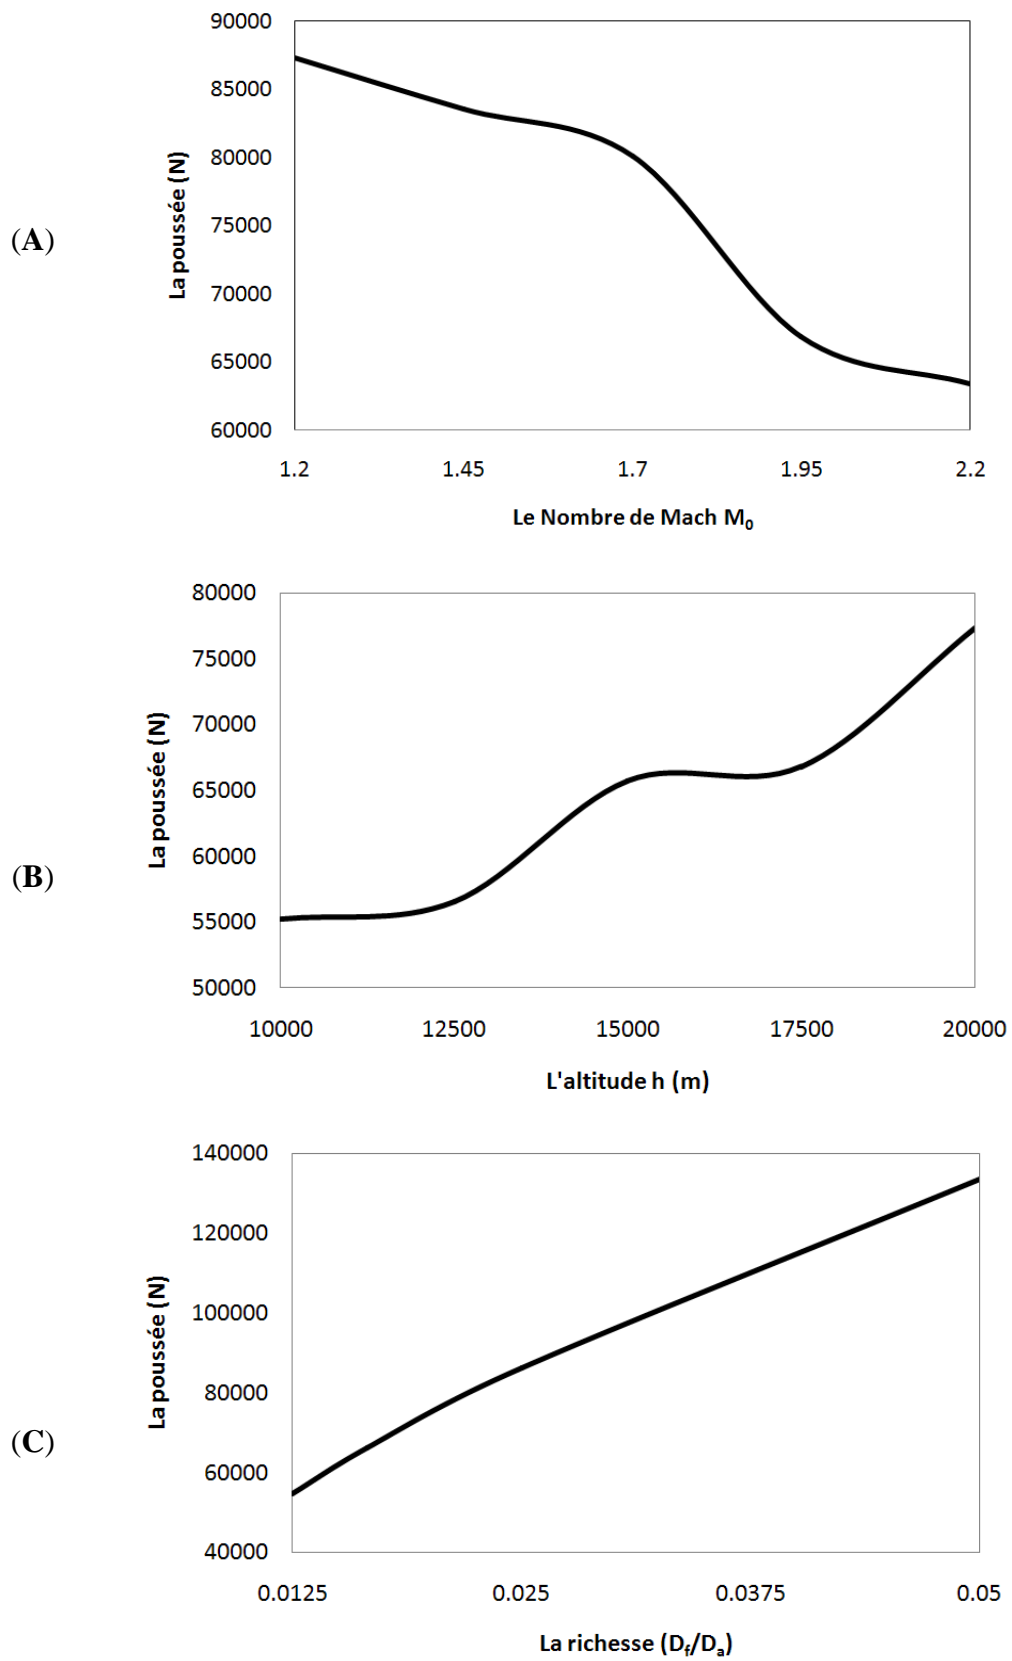 (A)
La poussée (N)
90000
85000
80000
75000
70000
65000
60000
1.2 1.45 1.7 1.95 2.2
Le Nombre de Mach M₀
(B)
La poussée (N)
80000
75000
70000
65000
60000
55000
50000
10000 12500 15000 17500 20000
L'altitude h (m)
(C)
La poussée (N)
140000
120000
100000
80000
60000
40000
0.0125 0.025 0.0375 0.05
La richesse (D_f/D_a)